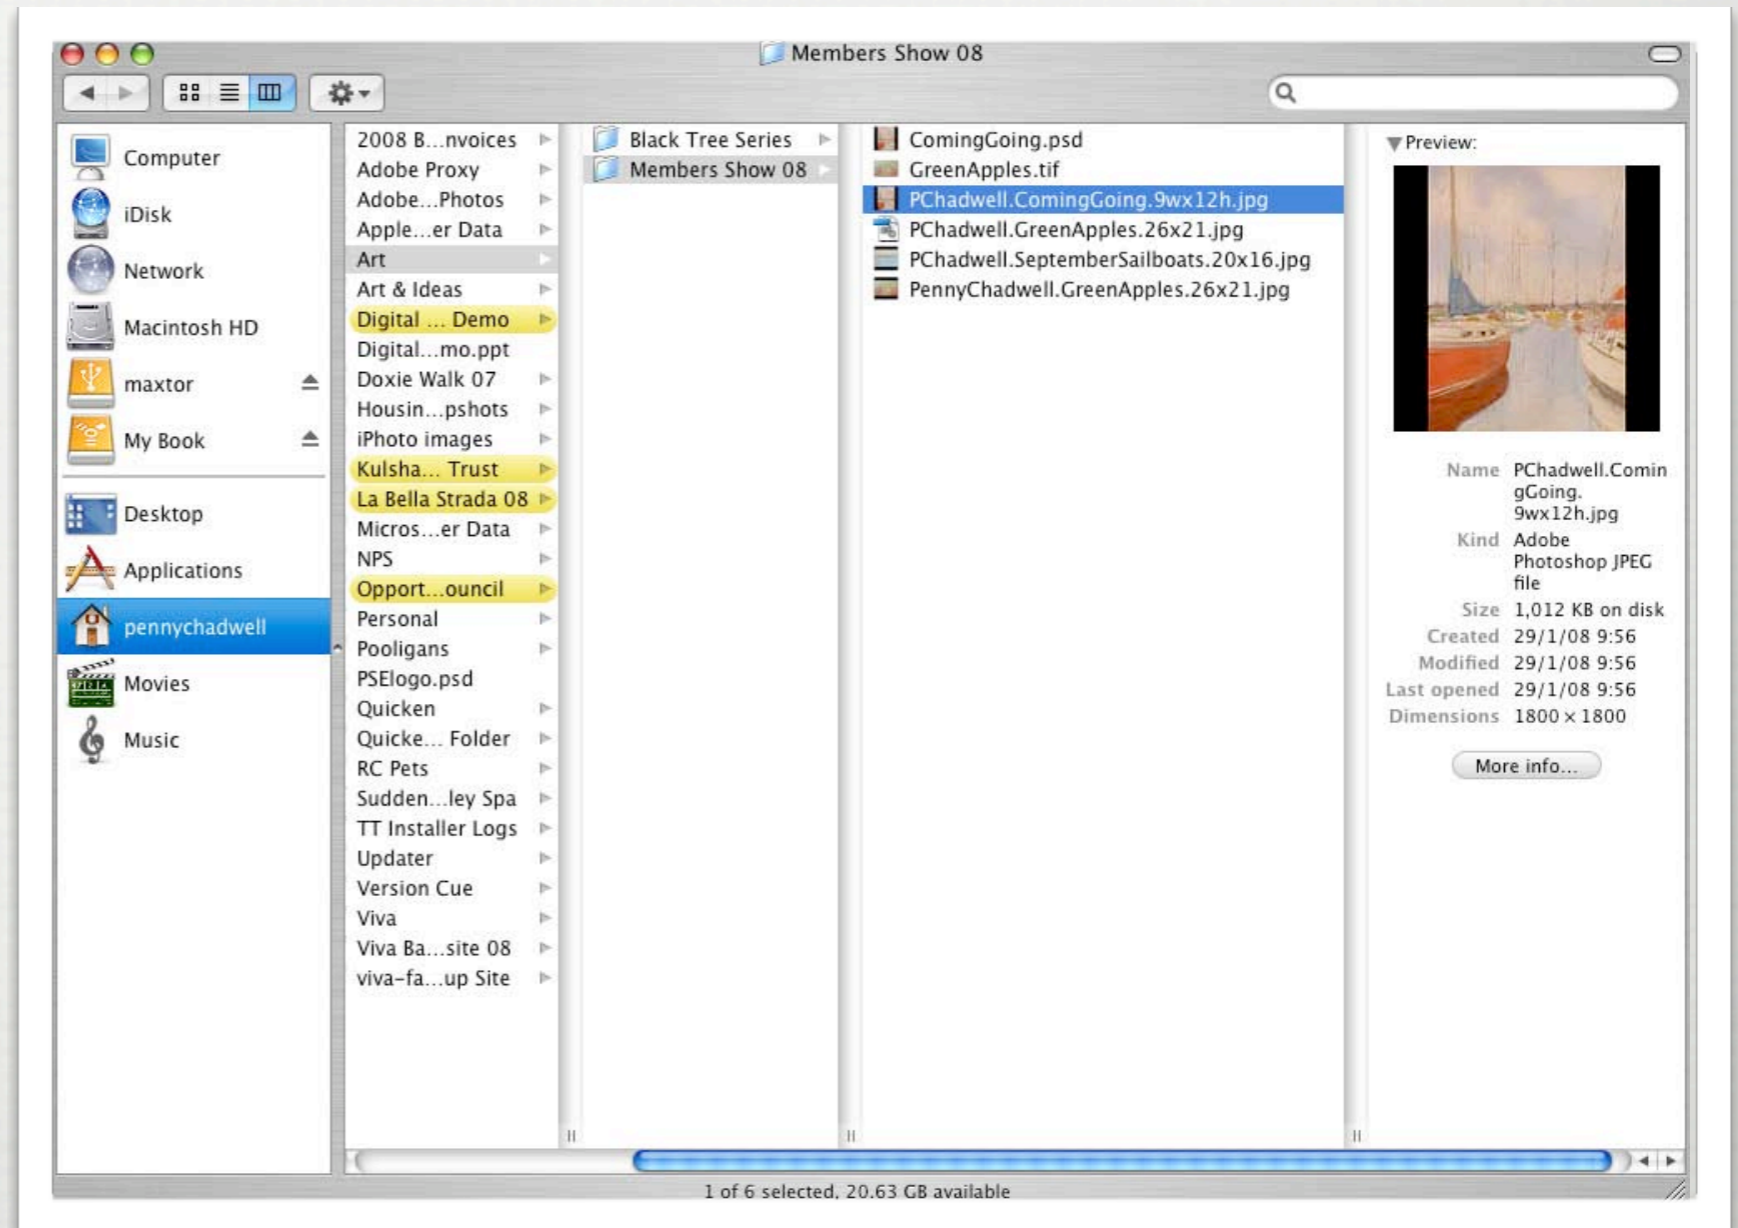 Members Show 08
Computer
iDisk
Network
Macintosh HD
maxtor
My Book
Desktop
Applications
pennychadwell
Movies
Music
2008 B...nvoices
Adobe Proxy
Adobe...Photos
Apple...er Data
Art
Art & Ideas
Digital ... Demo
Digital...mo.ppt
Doxie Walk 07
Housin...pshots
iPhoto images
Kulsha... Trust
La Bella Strada 08
Micros...er Data
NPS
Opport...ouncil
Personal
Pooligans
PSElogo.psd
Quicken
Quicke... Folder
RC Pets
Sudden...ley Spa
TT Installer Logs
Updater
Version Cue
Viva
Viva Ba...site 08
viva-fa...up Site
Black Tree Series
Members Show 08
ComingGoing.psd
GreenApples.tif
PChadwell.ComingGoing.9wx12h.jpg
PChadwell.GreenApples.26x21.jpg
PChadwell.SeptemberSailboats.20x16.jpg
PennyChadwell.GreenApples.26x21.jpg
Preview:
Name PChadwell.Comin
gGoing.
9wx12h.jpg
Kind Adobe
Photoshop JPEG
file
Size 1,012 KB on disk
Created 29/1/08 9:56
Modified 29/1/08 9:56
Last opened 29/1/08 9:56
Dimensions 1800 × 1800
More info...
1 of 6 selected, 20.63 GB available